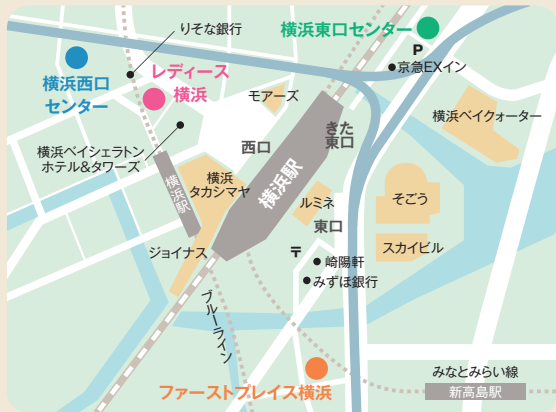 りそな銀行
横浜東口センター
P
京急EXイン
横浜西口
センター
レディース
横浜
モアーズ
横浜ベイクォーター
きた
東口
西口
横浜ベイシェラトン
ホテル&タワーズ
横浜駅
横浜
タカシマヤ
横浜駅
ルミネ
そごう
東口
スカイビル
ジョイナス
〒
崎陽軒
みずほ銀行
ブルーライン
みなとみらい線
新高島駅
ファーストプレイス横浜